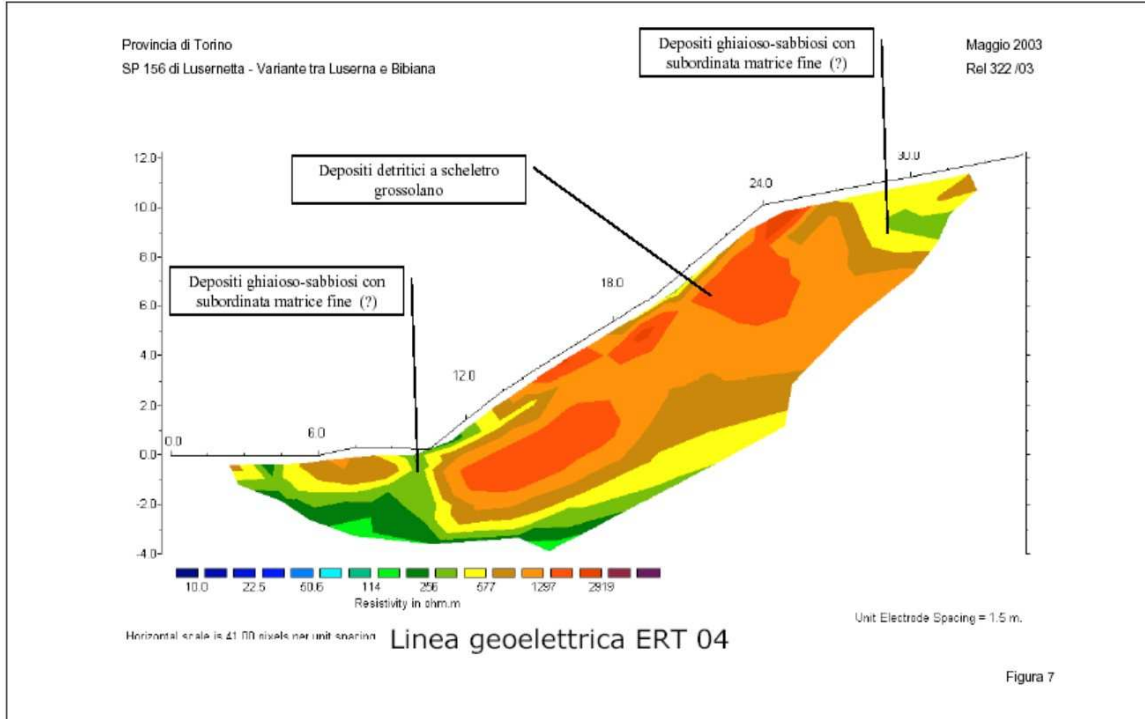 Provincia di Torino
SP 156 di Lusernetta - Variante tra Luserna e Bibiana
Maggio 2003
Rel 322 /03
Depositi ghiaioso-sabbiosi con
subordinata matrice fine (?)
Depositi detritici a scheletro
grossolano
Depositi ghiaioso-sabbiosi con
subordinata matrice fine (?)
12.0
10.0
8.0
6.0
4.0
2.0
0.0
-2.0
-4.0
0.0
6.0
12.0
18.0
24.0
30.0
10.0 22.5 50.6 114 256 577 1297 2919
Resistivity in ohm.m
Horizontal scale is 41.00 pixels per unit spacing
Linea geoelettrica ERT 04
Unit Electrode Spacing = 1.5 m.
Figura 7